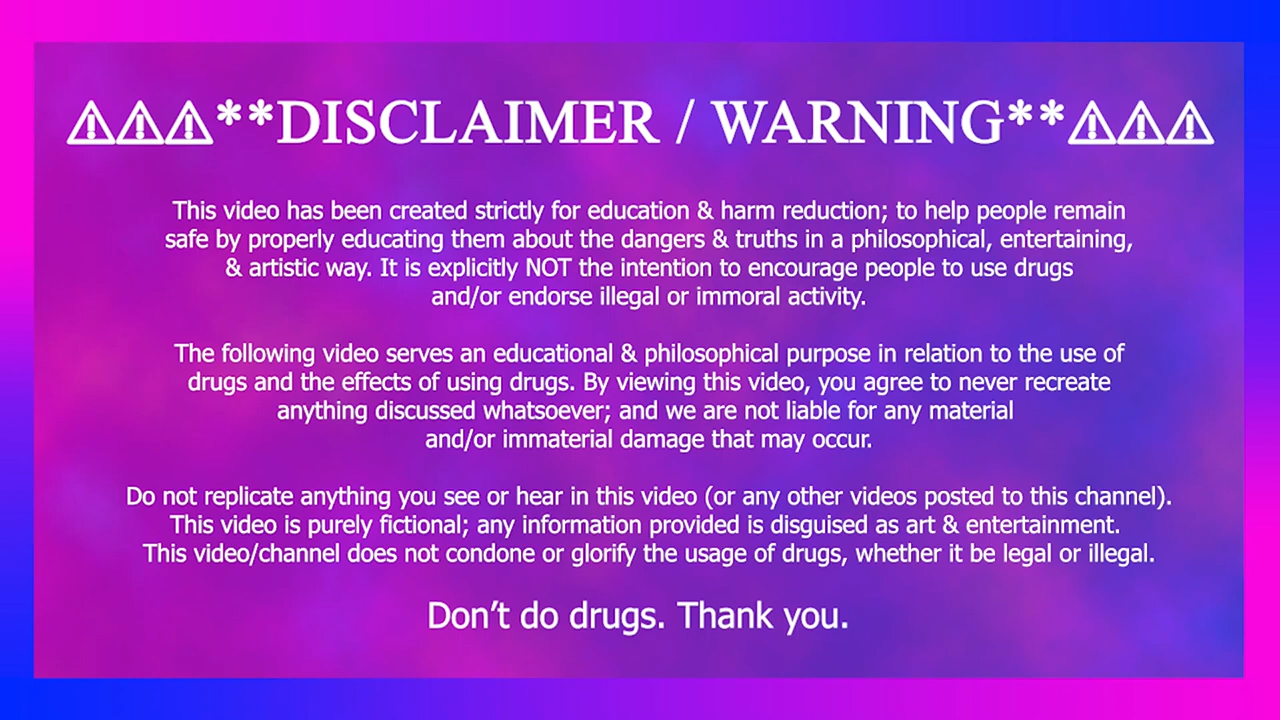 ⚠⚠⚠**DISCLAIMER / WARNING**⚠⚠⚠
This video has been created strictly for education & harm reduction; to help people remain
safe by properly educating them about the dangers & truths in a philosophical, entertaining,
& artistic way. It is explicitly NOT the intention to encourage people to use drugs
and/or endorse illegal or immoral activity.
The following video serves an educational & philosophical purpose in relation to the use of
drugs and the effects of using drugs. By viewing this video, you agree to never recreate
anything discussed whatsoever; and we are not liable for any material
and/or immaterial damage that may occur.
Do not replicate anything you see or hear in this video (or any other videos posted to this channel).
This video is purely fictional; any information provided is disguised as art & entertainment.
This video/channel does not condone or glorify the usage of drugs, whether it be legal or illegal.
Don’t do drugs. Thank you.